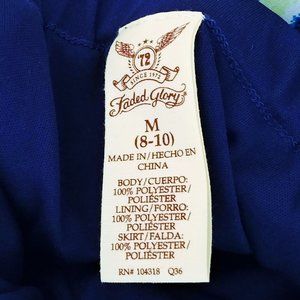 '72
SINCE 1972
Faded Glory
M
(8-10)
MADE IN/HECHO EN
CHINA
BODY/CUERPO:
100% POLYESTER/
POLIÉSTER
LINING/FORRO:
100% POLYESTER/
POLIÉSTER
SKIRT/FALDA:
100% POLYESTER/
POLIÉSTER
RN# 104318 Q36